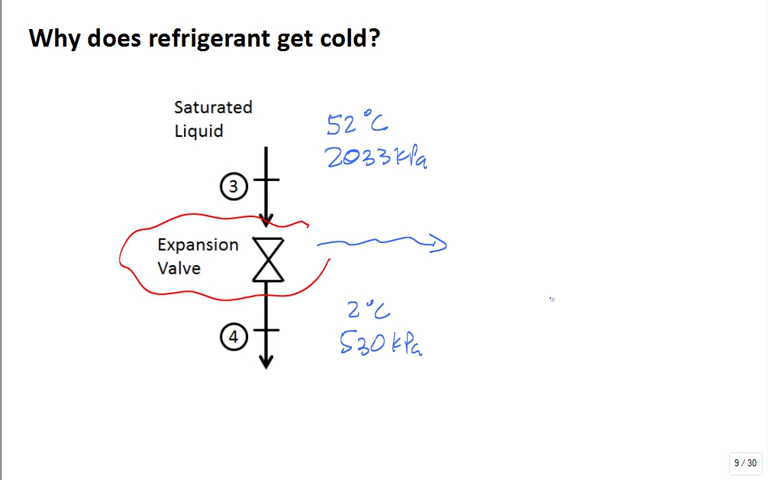 Why does refrigerant get cold?
Saturated
Liquid
52°C
2033 kPa
3
Expansion
Valve
2°C
530 kPa
4
9 / 30